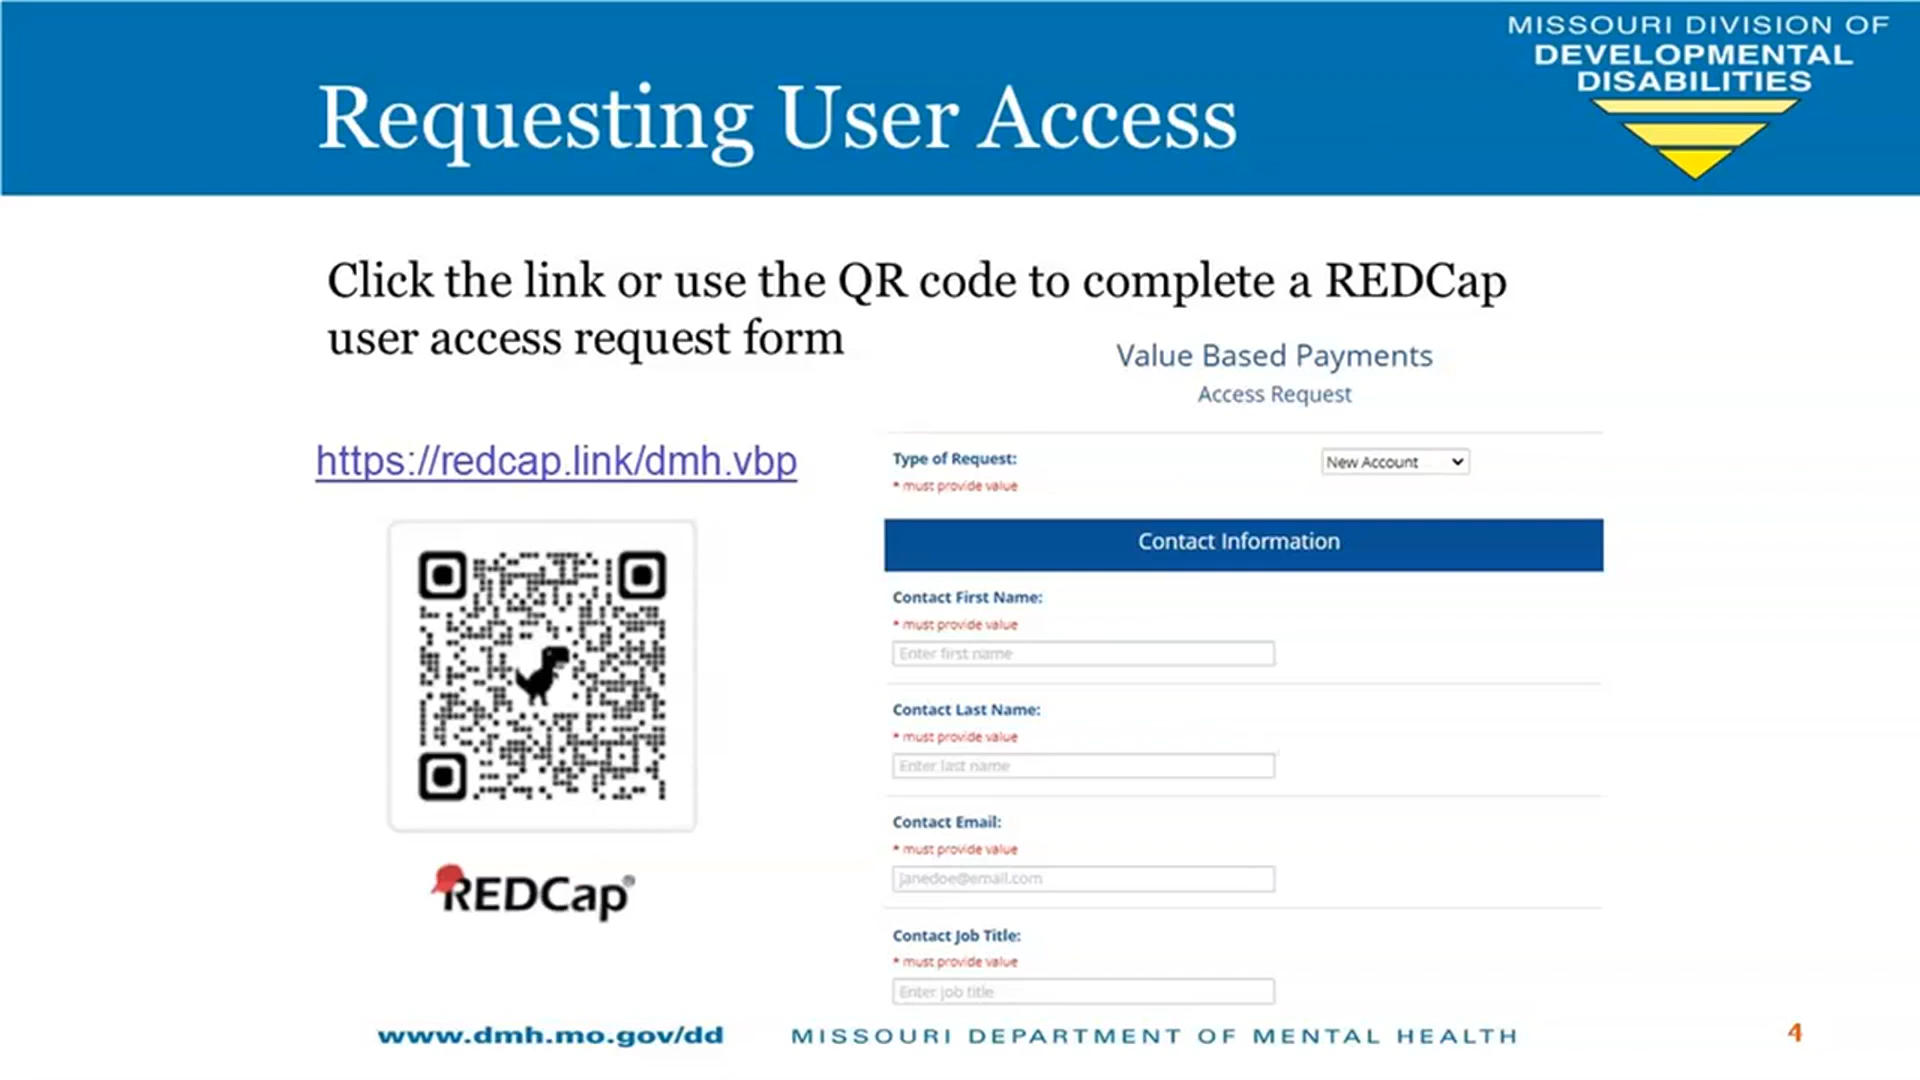 MISSOURI DIVISION OF
DEVELOPMENTAL
DISABILITIES
Requesting User Access
Click the link or use the QR code to complete a REDCap
user access request form
https://redcap.link/dmh.vbp
REDCap®
Value Based Payments
Access Request
Type of Request:
New Account
* must provide value
Contact Information
Contact First Name:
* must provide value
Enter first name
Contact Last Name:
* must provide value
Enter last name
Contact Email:
* must provide value
janedoe@email.com
Contact Job Title:
* must provide value
Enter job title
www.dmh.mo.gov/dd MISSOURI DEPARTMENT OF MENTAL HEALTH 4